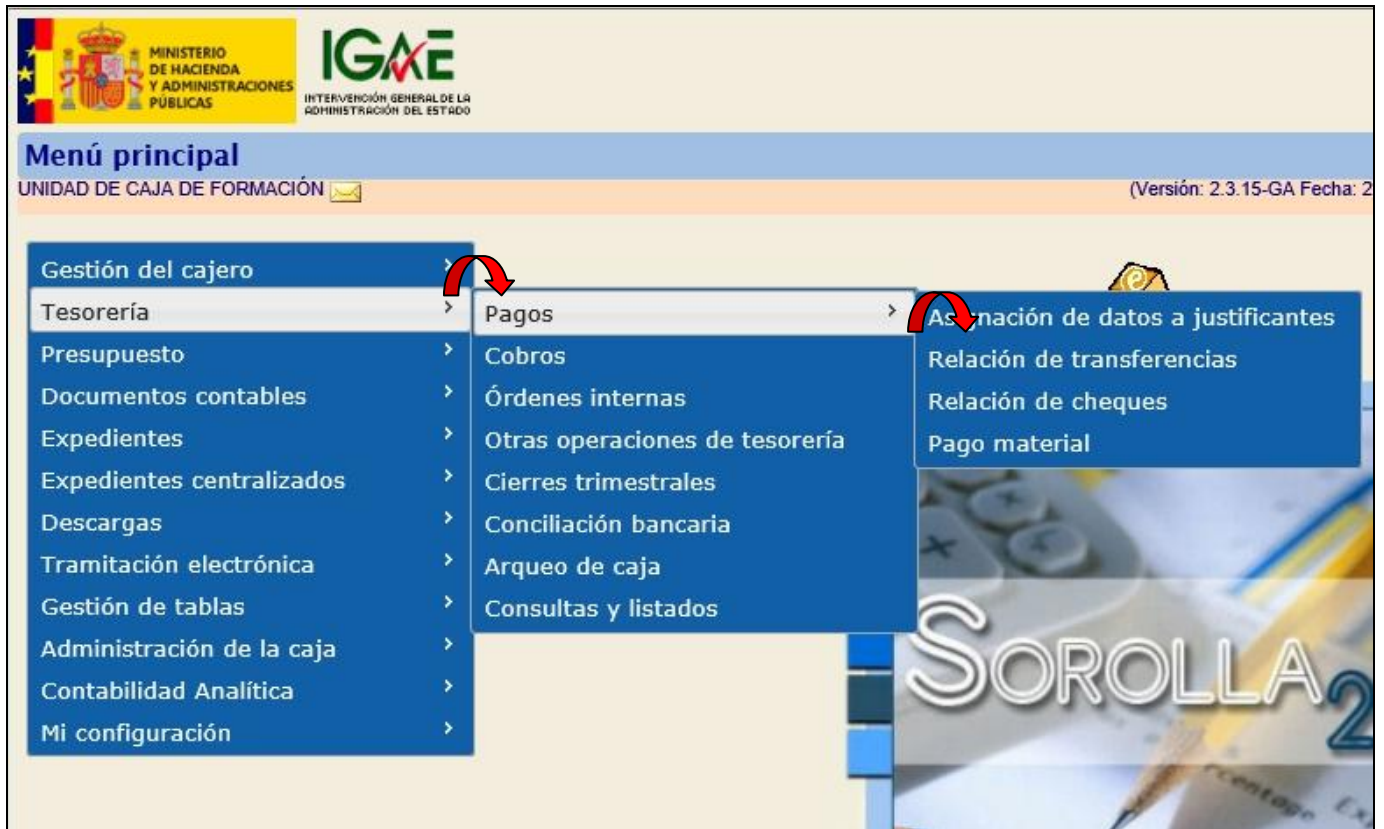 MINISTERIO
DE HACIENDA
Y ADMINISTRACIONES
PÚBLICAS
IGAE
INTERVENCIÓN GENERAL DE LA
ADMINISTRACIÓN DEL ESTADO
Menú principal
UNIDAD DE CAJA DE FORMACIÓN
(Versión: 2.3.15-GA Fecha: 2
Gestión del cajero
Tesorería
Presupuesto
Documentos contables
Expedientes
Expedientes centralizados
Descargas
Tramitación electrónica
Gestión de tablas
Administración de la caja
Contabilidad Analítica
Mi configuración
Pagos
Cobros
Órdenes internas
Otras operaciones de tesorería
Cierres trimestrales
Conciliación bancaria
Arqueo de caja
Consultas y listados
Asignación de datos a justificantes
Relación de transferencias
Relación de cheques
Pago material
SOROLLA2